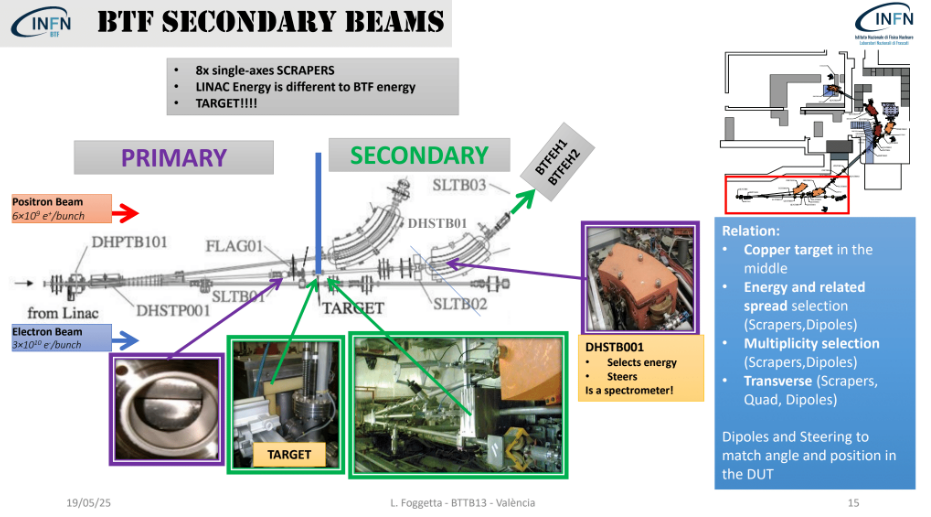 INFN
BTF
BTF SECONDARY BEAMS
INFN
Istituto Nazionale di Fisica Nucleare
Laboratori Nazionali di Frascati
• 8x single-axes SCRAPERS
• LINAC Energy is different to BTF energy
• TARGET!!!!
PRIMARY
SECONDARY
BTFEH1
BTFEH2
Positron Beam
6×10⁹ e⁺/bunch
SLTB03
DHSTB01
DHPTB101
FLAG01
from Linac
DHSTP001
SLTB01
TARGET
SLTB02
Electron Beam
3×10¹⁰ e⁻/bunch
TARGET
DHSTB001
• Selects energy
• Steers
Is a spectrometer!
Relation:
• Copper target in the
middle
• Energy and related
spread selection
(Scrapers,Dipoles)
• Multiplicity selection
(Scrapers,Dipoles)
• Transverse (Scrapers,
Quad, Dipoles)
Dipoles and Steering to
match angle and position in
the DUT
19/05/25
L. Foggetta - BTTB13 - València
15